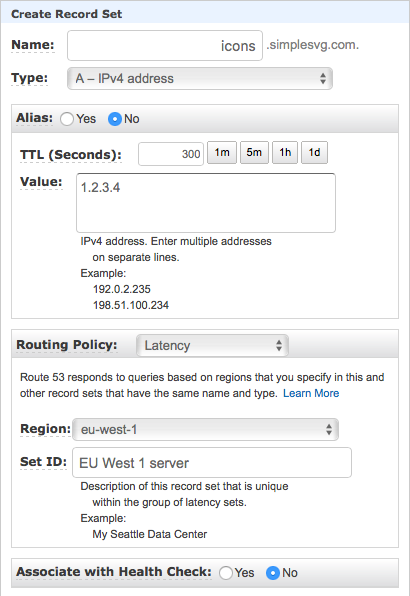 Create Record Set
Name: icons .simplesvg.com.
Type: A – IPv4 address
Alias: Yes No
TTL (Seconds): 300 1m 5m 1h 1d
Value: 1.2.3.4
IPv4 address. Enter multiple addresses
on separate lines.
Example:
192.0.2.235
198.51.100.234
Routing Policy: Latency
Route 53 responds to queries based on regions that you specify in this and
other record sets that have the same name and type. Learn More
Region: eu-west-1
Set ID: EU West 1 server
Description of this record set that is unique
within the group of latency sets.
Example:
My Seattle Data Center
Associate with Health Check: Yes No